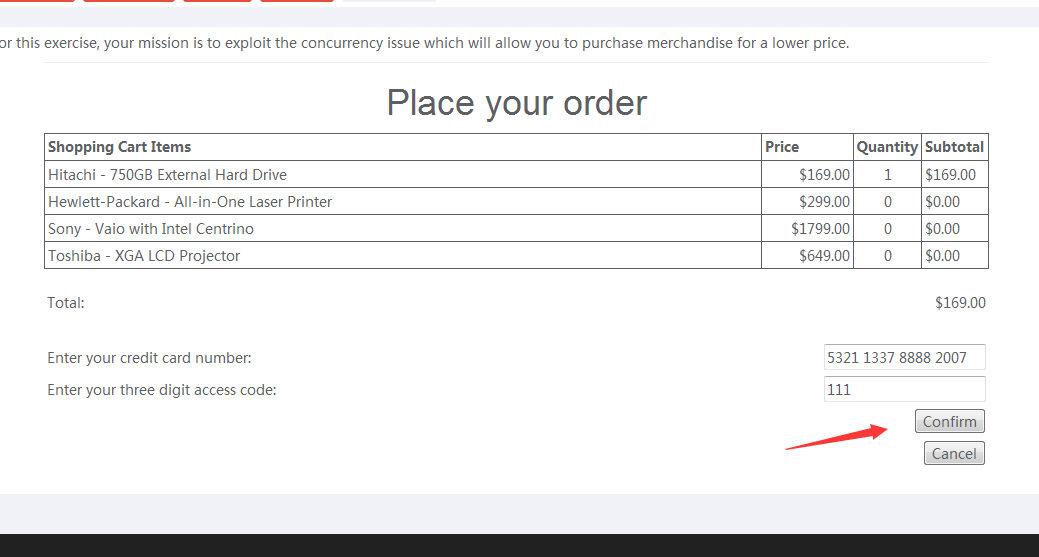 or this exercise, your mission is to exploit the concurrency issue which will allow you to purchase merchandise for a lower price.
Place your order
Shopping Cart Items Price Quantity Subtotal
Hitachi - 750GB External Hard Drive $169.00 1 $169.00
Hewlett-Packard - All-in-One Laser Printer $299.00 0 $0.00
Sony - Vaio with Intel Centrino $1799.00 0 $0.00
Toshiba - XGA LCD Projector $649.00 0 $0.00
Total: $169.00
Enter your credit card number: 5321 1337 8888 2007
Enter your three digit access code: 111
Confirm
Cancel